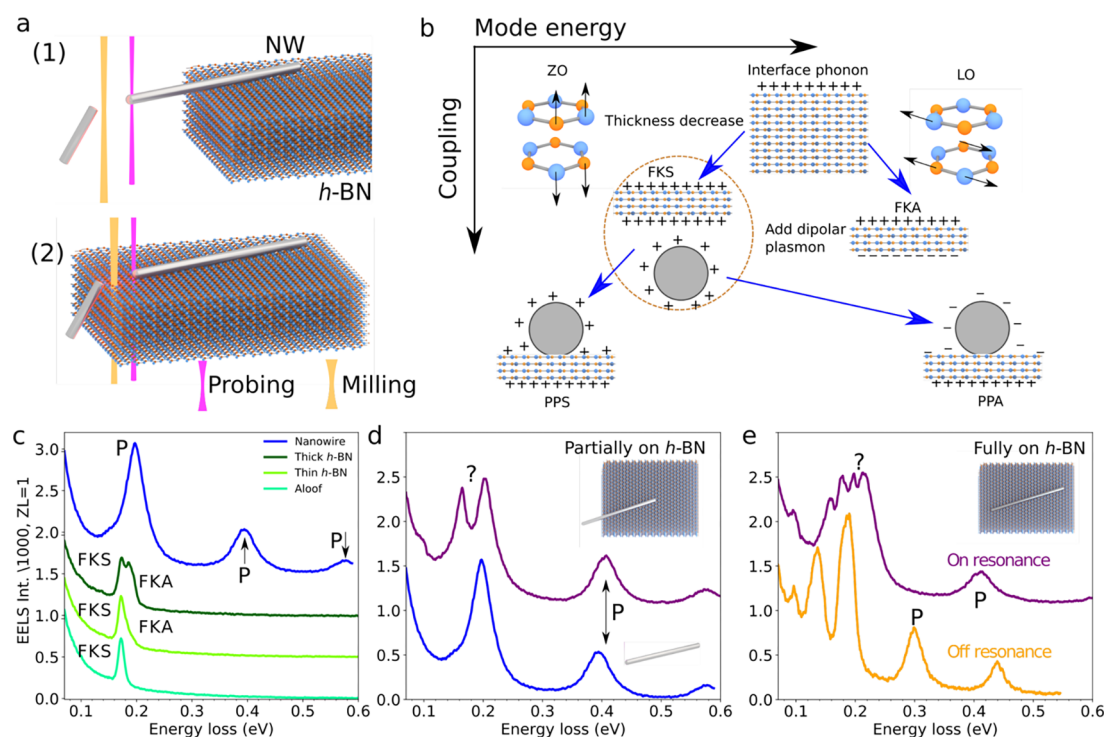 a
(1)
NW
h-BN
(2)
Probing
Milling
b
Mode energy
Coupling
ZO
Interface phonon
LO
Thickness decrease
+ + + + + + + + + +
FKS
+ + + + + + + + +
+ + + + + + + + +
FKA
+ + + + + + + + +
− − − − − − − − −
Add dipolar
plasmon
PPS
PPA
c
EELS Int. \1000, ZL=1
3.0
2.5
2.0
1.5
1.0
0.5
0.0
P
P
P
Nanowire
Thick h-BN
Thin h-BN
Aloof
FKS
FKA
FKS
FKA
FKS
0.1 0.2 0.3 0.4 0.5 0.6
Energy loss (eV)
d
Partially on h-BN
?
P
2.5
2.0
1.5
1.0
0.5
0.0
0.1 0.2 0.3 0.4 0.5 0.6
Energy loss (eV)
e
Fully on h-BN
?
On resonance
P
P
Off resonance
2.5
2.0
1.5
1.0
0.5
0.0
0.1 0.2 0.3 0.4 0.5 0.6
Energy loss (eV)